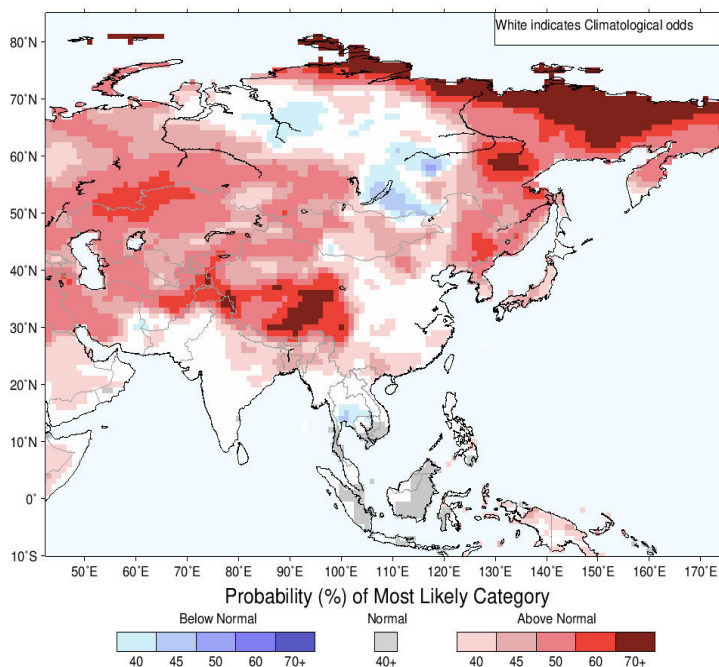 White indicates Climatological odds
80°N
70°N
60°N
50°N
40°N
30°N
20°N
10°N
0°
10°S
50°E 60°E 70°E 80°E 90°E 100°E 110°E 120°E 130°E 140°E 150°E 160°E 170°E
Probability (%) of Most Likely Category
Below Normal Normal Above Normal
40 45 50 60 70+ 40+ 40 45 50 60 70+